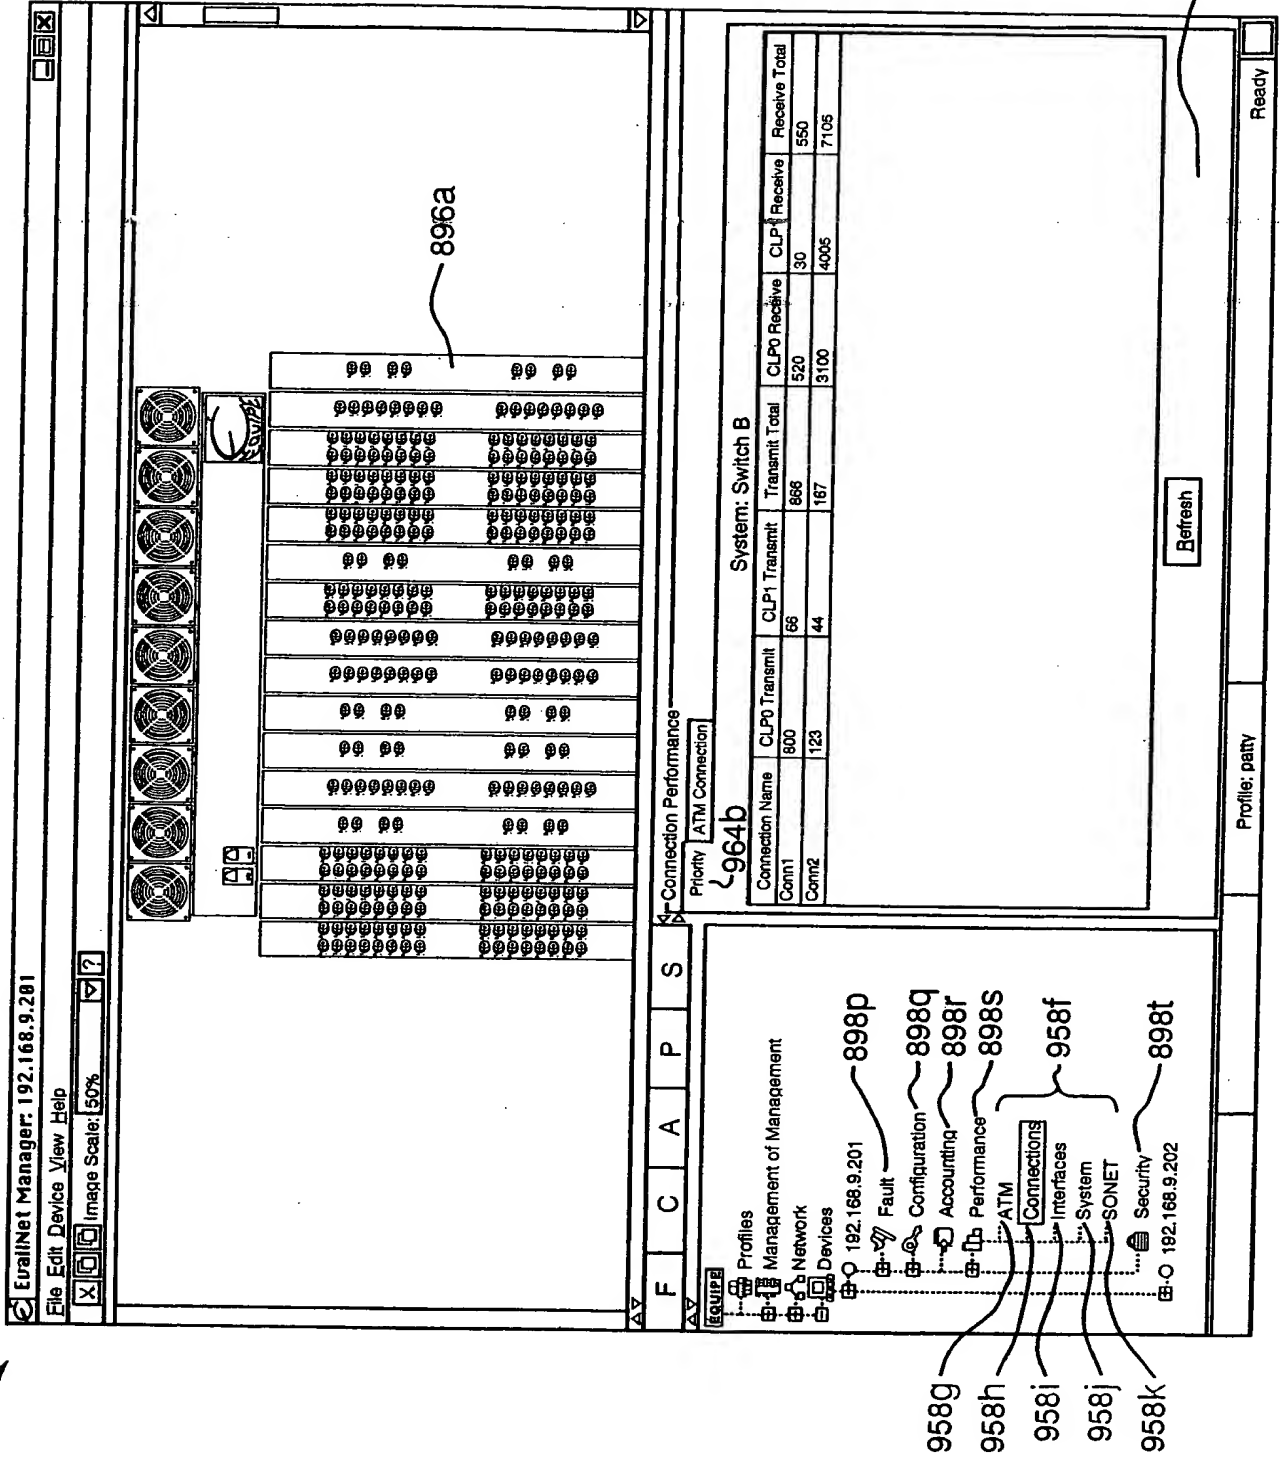 EvailNet Manager: 192.168.9.201
File Edit Device View Help
Image Scale: 50% ?
896a
F C A P S
EQUIPE
Profiles
Management of Management
Network
Devices
192.168.9.201
Fault
Configuration
Accounting
Performance
ATM
Connections
Interfaces
System
SONET
Security
192.168.9.202
898p
898q
898r
898s
958f
898t
958g
958h
958i
958j
958k
Connection Performance
Priority ATM Connection
964b
System: Switch B
Connection Name CLP0 Transmit CLP1 Transmit Transmit Total CLP0 Receive CLP1 Receive Receive Total
Conn1 800 66 866 520 30 550
Conn2 123 44 167 3100 4005 7105
Refresh
Profile: patty
Ready